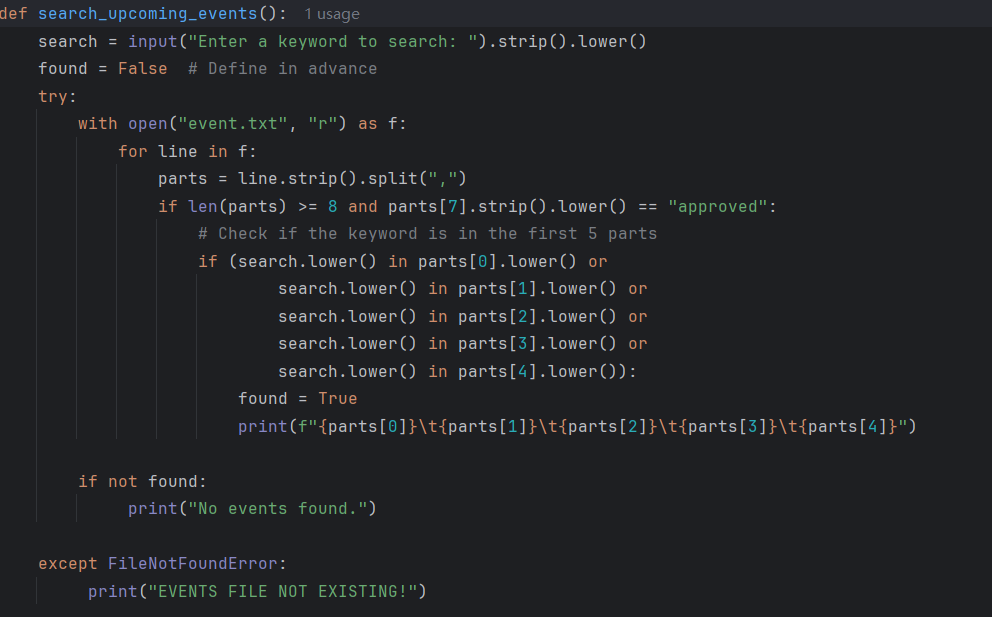 def search_upcoming_events():  1 usage
    search = input("Enter a keyword to search: ").strip().lower()
    found = False  # Define in advance
    try:
        with open("event.txt", "r") as f:
            for line in f:
                parts = line.strip().split(",")
                if len(parts) >= 8 and parts[7].strip().lower() == "approved":
                    # Check if the keyword is in the first 5 parts
                    if (search.lower() in parts[0].lower() or
                            search.lower() in parts[1].lower() or
                            search.lower() in parts[2].lower() or
                            search.lower() in parts[3].lower() or
                            search.lower() in parts[4].lower()):
                        found = True
                        print(f"{parts[0]}\t{parts[1]}\t{parts[2]}\t{parts[3]}\t{parts[4]}")

        if not found:
             print("No events found.")

    except FileNotFoundError:
         print("EVENTS FILE NOT EXISTING!")